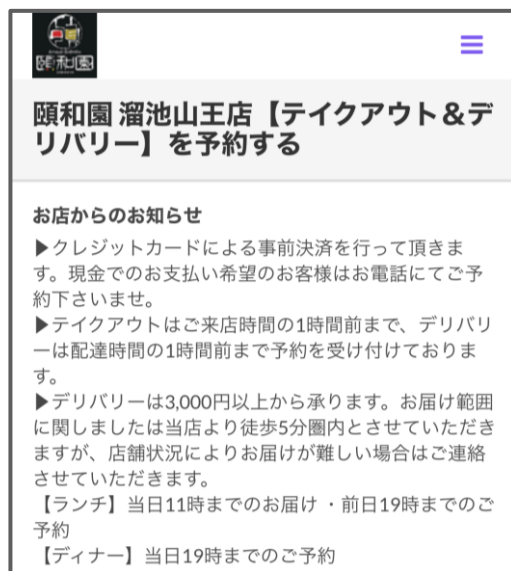 頤和園
頤和園 溜池山王店【テイクアウト＆デ
リバリー】を予約する
お店からのお知らせ
▶クレジットカードによる事前決済を行って頂きま
す。現金でのお支払い希望のお客様はお電話にてご予
約下さいませ。
▶テイクアウトはご来店時間の1時間前まで、デリバリ
ーは配達時間の1時間前まで予約を受け付けておりま
す。
▶デリバリーは3,000円以上から承ります。お届け範囲
に関しましたは当店より徒歩5分圏内とさせていただき
ますが、店舗状況によりお届けが難しい場合はご連絡
させていただきます。
【ランチ】当日11時までのお届け ・前日19時までのご
予約
【ディナー】当日19時までのご予約